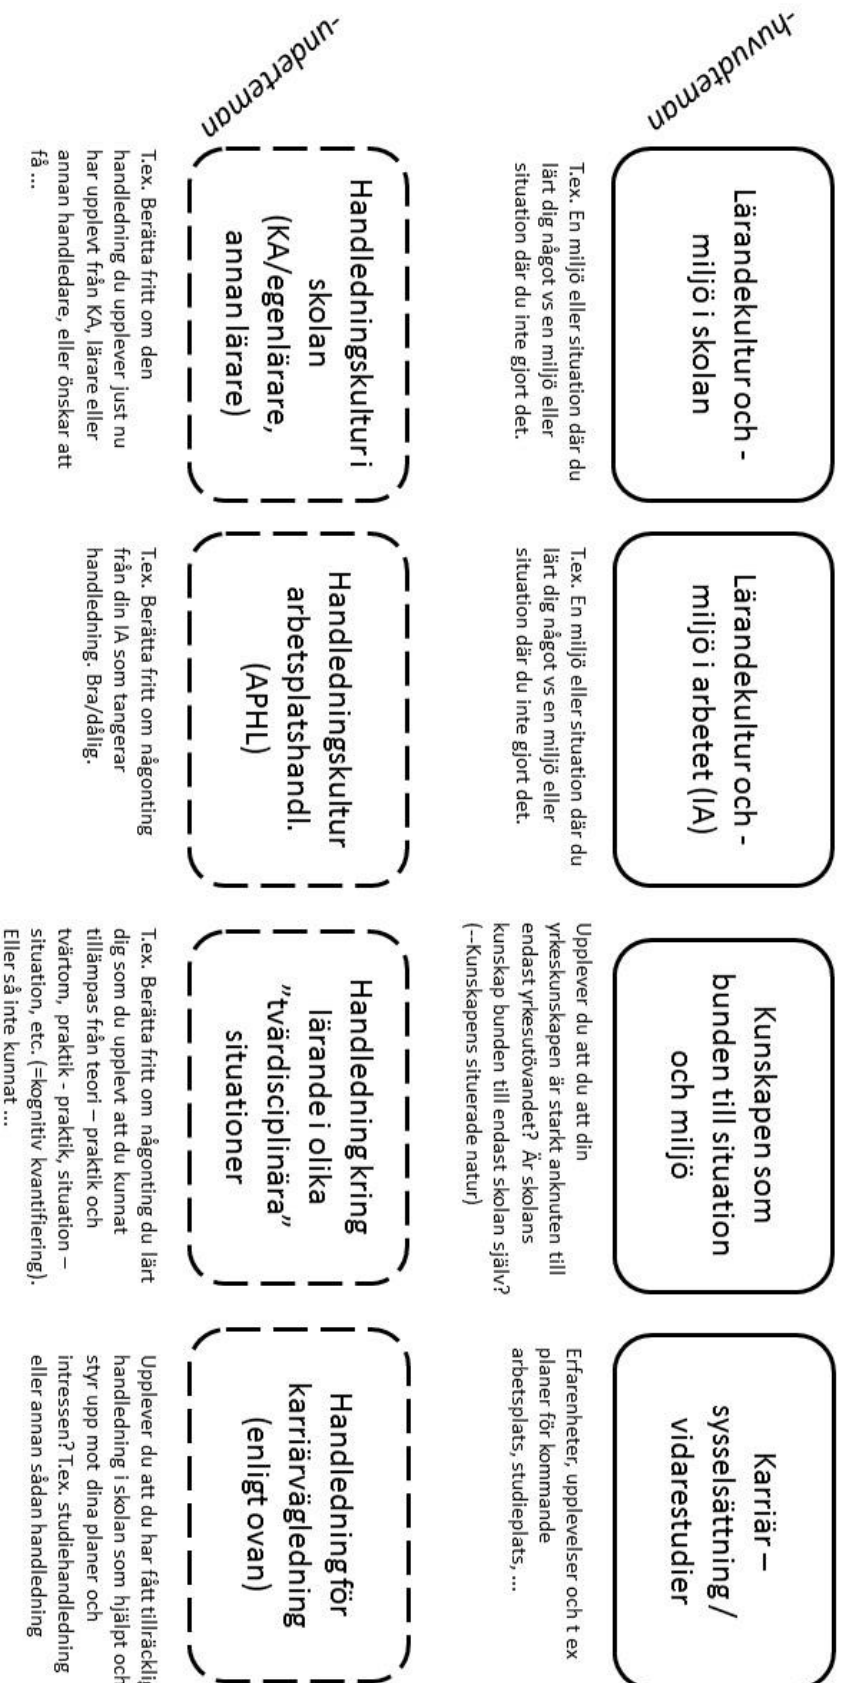 -huvudteman
Lärandekultur och -
miljö i skolan
T.ex. En miljö eller situation där du
lärt dig något vs en miljö eller
situation där du inte gjort det.
Lärandekultur och -
miljö i arbetet (IA)
T.ex. En miljö eller situation där du
lärt dig något vs en miljö eller
situation där du inte gjort det.
Kunskapen som
bunden till situation
och miljö
Upplever du att du att din
yrkeskunskapen är starkt anknuten till
endast yrkesutövandet? Är skolans
kunskap bunden till endast skolan själv?
(--Kunskapens situerade natur)
Karriär –
sysselsättning /
vidarestudier
Erfarenheter, upplevelser och t ex
planer för kommande
arbetsplats, studieplats, ...
-underteman
Handledningskultur i
skolan
(KA/egenlärare,
annan lärare)
T.ex. Berätta fritt om den
handledning du upplever just nu
har upplevt från KA, lärare eller
annan handledare, eller önskar att
få ...
Handledningskultur
arbetsplatshandl.
(APHL)
T.ex. Berätta fritt om någonting
från din IA som tangerar
handledning. Bra/dålig.
Handledning kring
lärande i olika
”tvärdisciplinära”
situationer
T.ex. Berätta fritt om någonting du lärt
dig som du upplevt att du kunnat
tillämpas från teori – praktik och
tvärtom, praktik - praktik, situation –
situation, etc. (=kognitiv kvantifiering).
Eller så inte kunnat ...
Handledning för
karriärvägledning
(enligt ovan)
Upplever du att du har fått tillräcklig
handledning i skolan som hjälpt och
styr upp mot dina planer och
intressen? T.ex. studiehandledning
eller annan sådan handledning